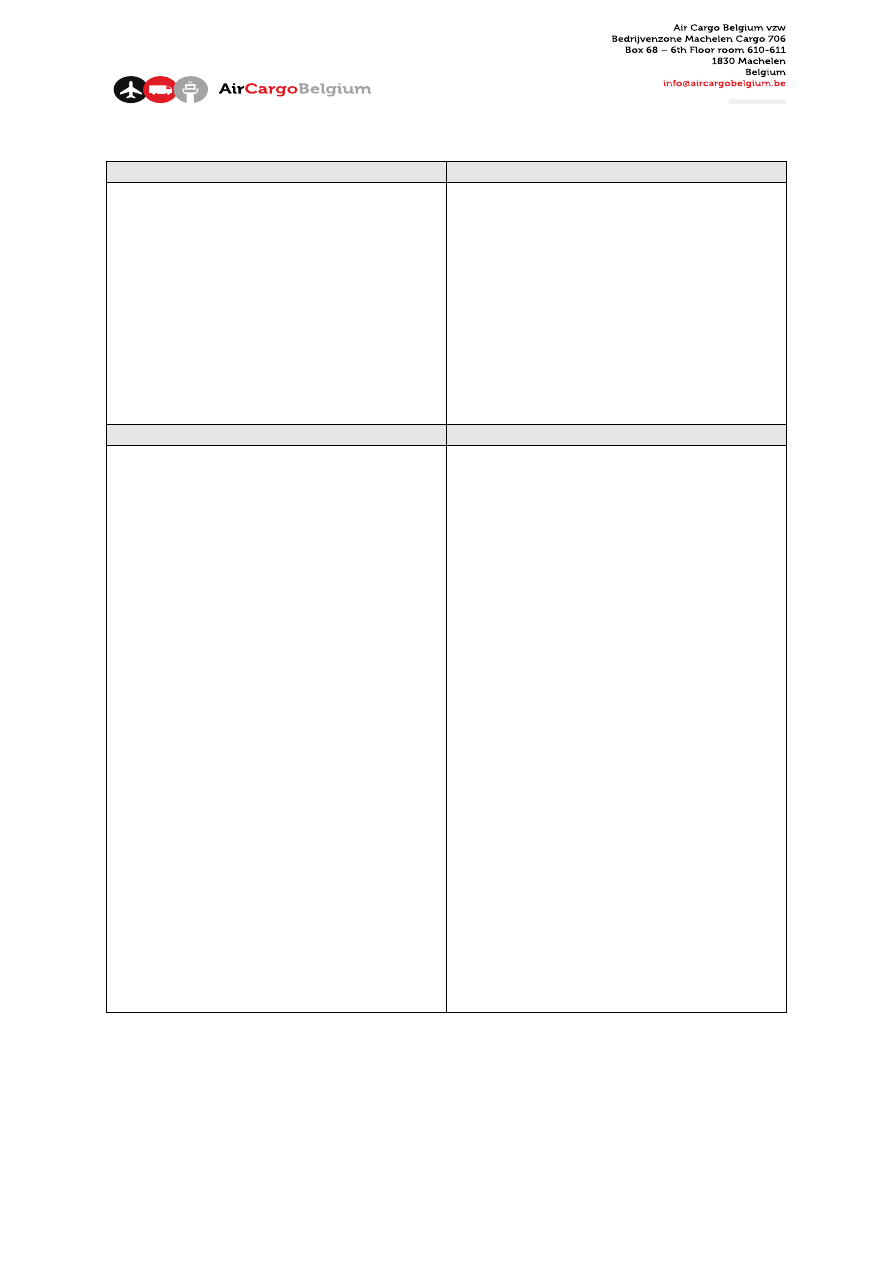 Air Cargo Belgium vzw
Bedrijvenzone Machelen Cargo 706
Box 68 – 6th Floor room 610-611
1830 Machelen
Belgium
info@aircargobelgium.be
AirCargoBelgium